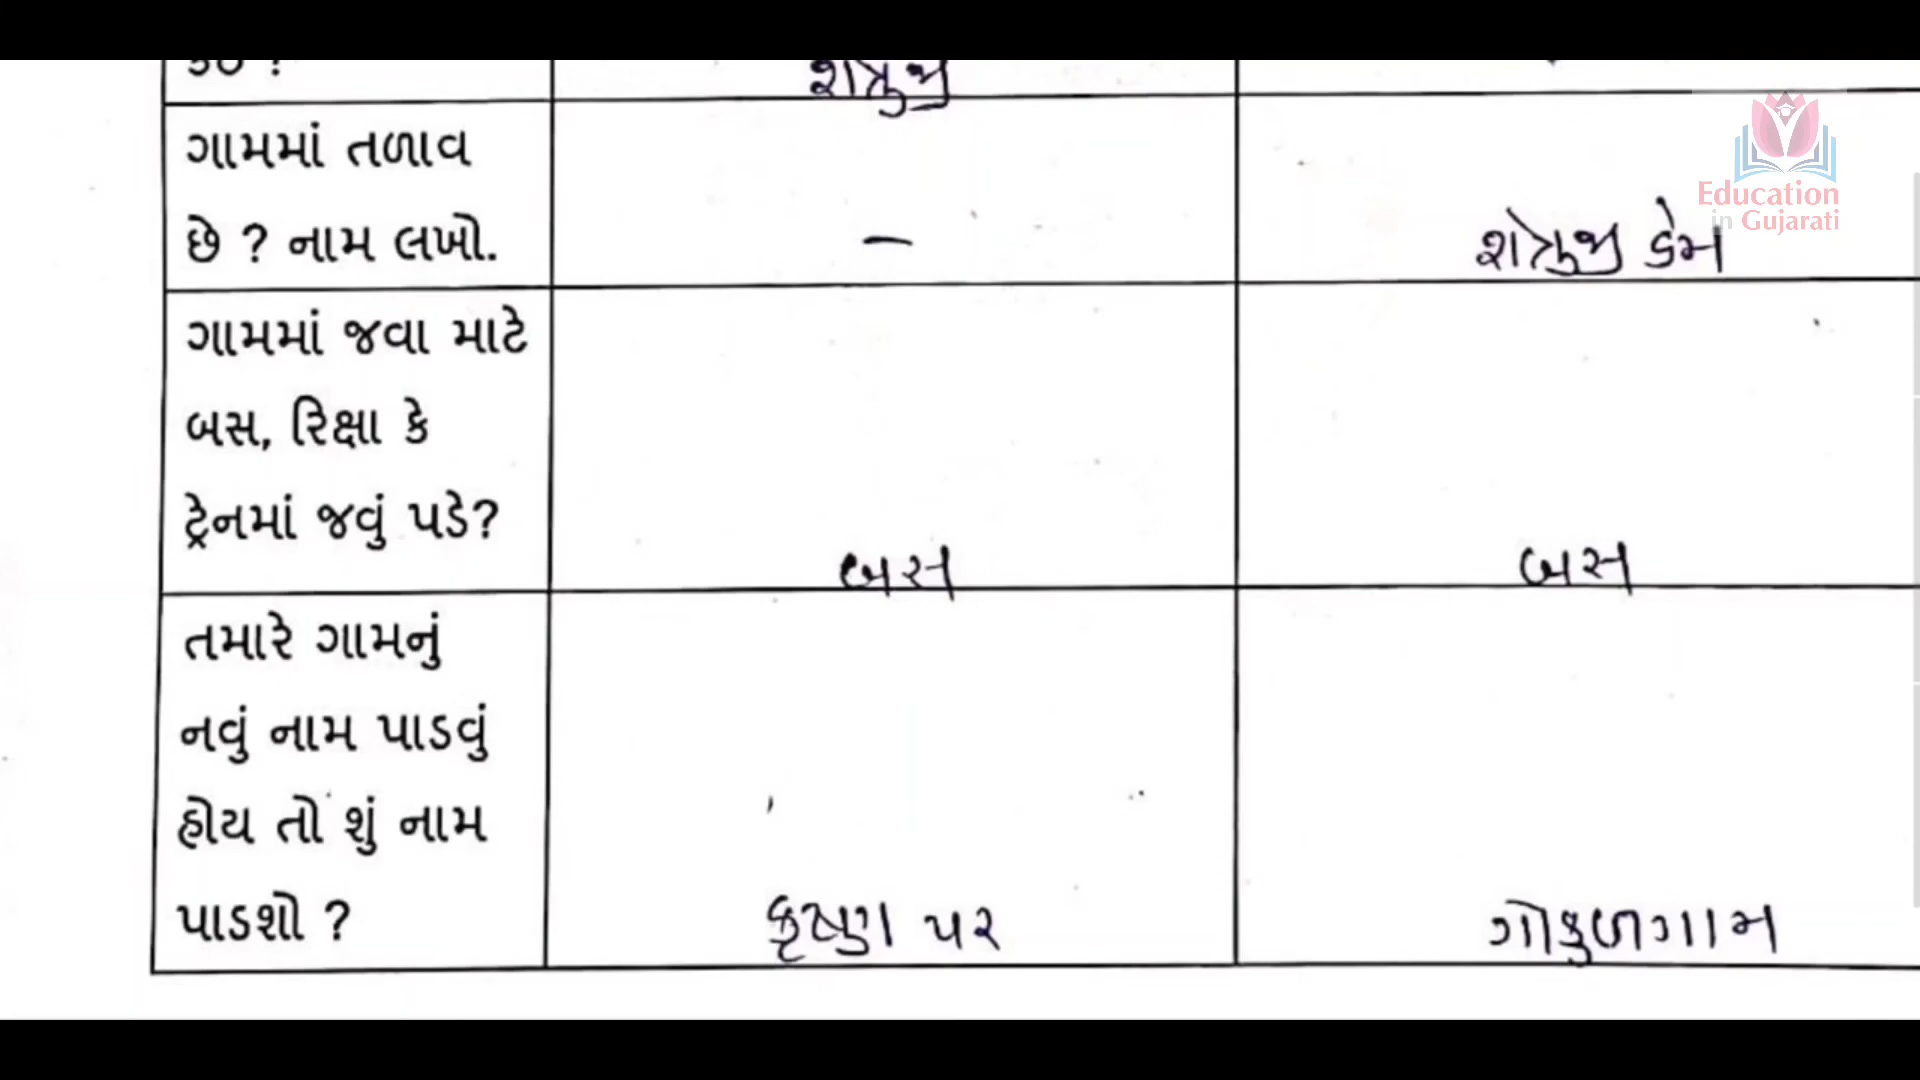 શત્રુજી
ગામમાં તળાવ
છે ? નામ લખો.
–
શેત્રુજી ડેમ
Education
in Gujarati
ગામમાં જવા માટે
બસ, રિક્ષા કે
ટ્રેનમાં જવું પડે?
બસ
બસ
તમારે ગામનું
નવું નામ પાડવું
હોય તો શું નામ
પાડશો ?
કૃષ્ણ પર
ગોકુળગામ